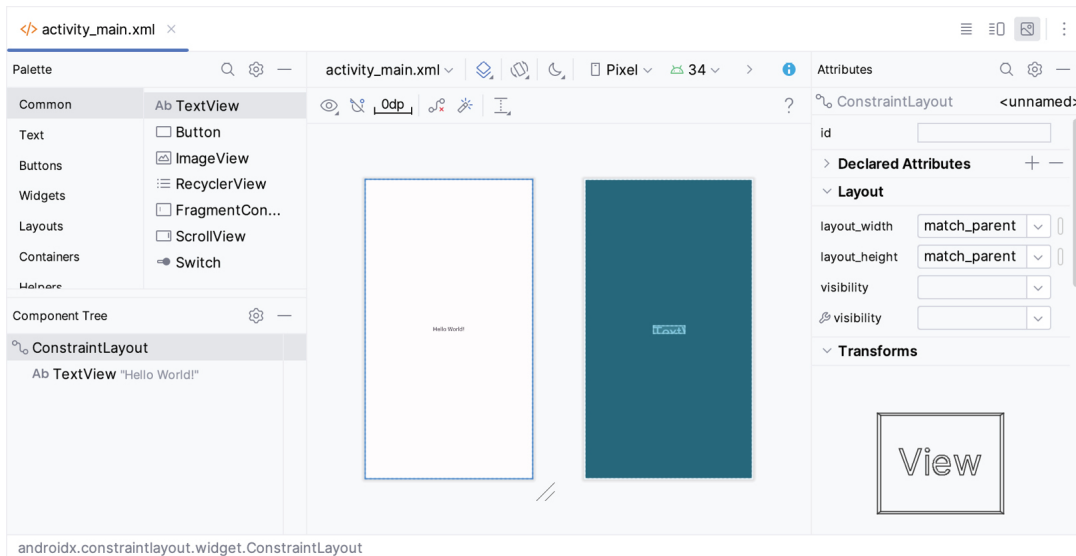 activity_main.xml
Palette
Common
Text
Buttons
Widgets
Layouts
Containers
Helpers
Ab TextView
Button
ImageView
RecyclerView
FragmentCon...
ScrollView
Switch
Component Tree
ConstraintLayout
Ab TextView "Hello World!"
activity_main.xml
Pixel
34
0dp
?
Hello World!
Attributes
ConstraintLayout <unnamed>
id
Declared Attributes
Layout
layout_width match_parent
layout_height match_parent
visibility
visibility
Transforms
View
androidx.constraintlayout.widget.ConstraintLayout